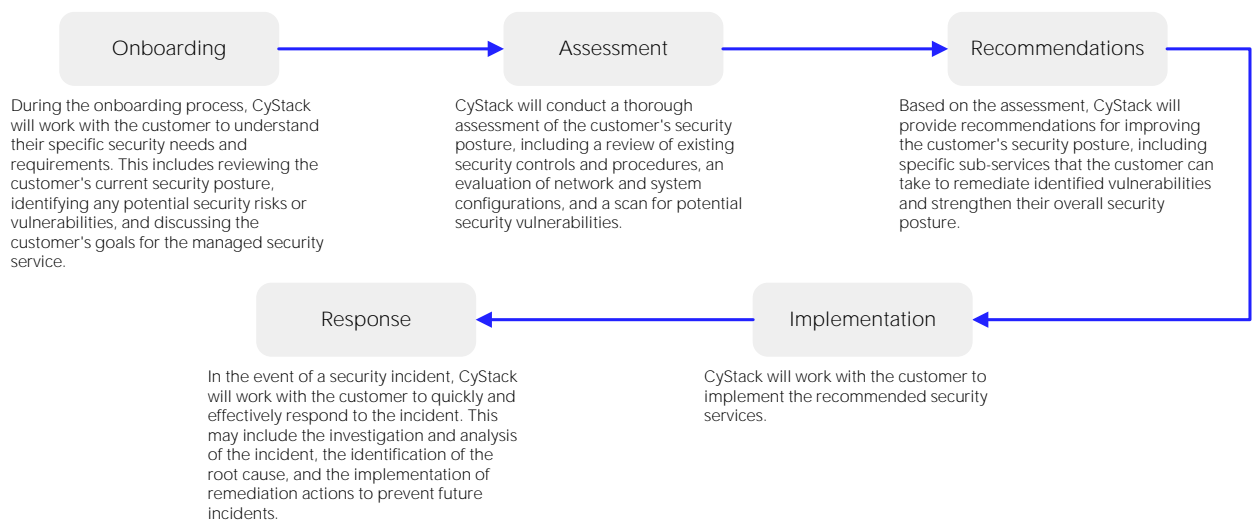 Onboarding
During the onboarding process, CyStack
will work with the customer to understand
their specific security needs and
requirements. This includes reviewing the
customer's current security posture,
identifying any potential security risks or
vulnerabilities, and discussing the
customer's goals for the managed security
service.
Assessment
CyStack will conduct a thorough
assessment of the customer's security
posture, including a review of existing
security controls and procedures, an
evaluation of network and system
configurations, and a scan for potential
security vulnerabilities.
Recommendations
Based on the assessment, CyStack will
provide recommendations for improving
the customer's security posture, including
specific sub-services that the customer can
take to remediate identified vulnerabilities
and strengthen their overall security
posture.
Implementation
CyStack will work with the customer to
implement the recommended security
services.
Response
In the event of a security incident, CyStack
will work with the customer to quickly and
effectively respond to the incident. This
may include the investigation and analysis
of the incident, the identification of the
root cause, and the implementation of
remediation actions to prevent future
incidents.